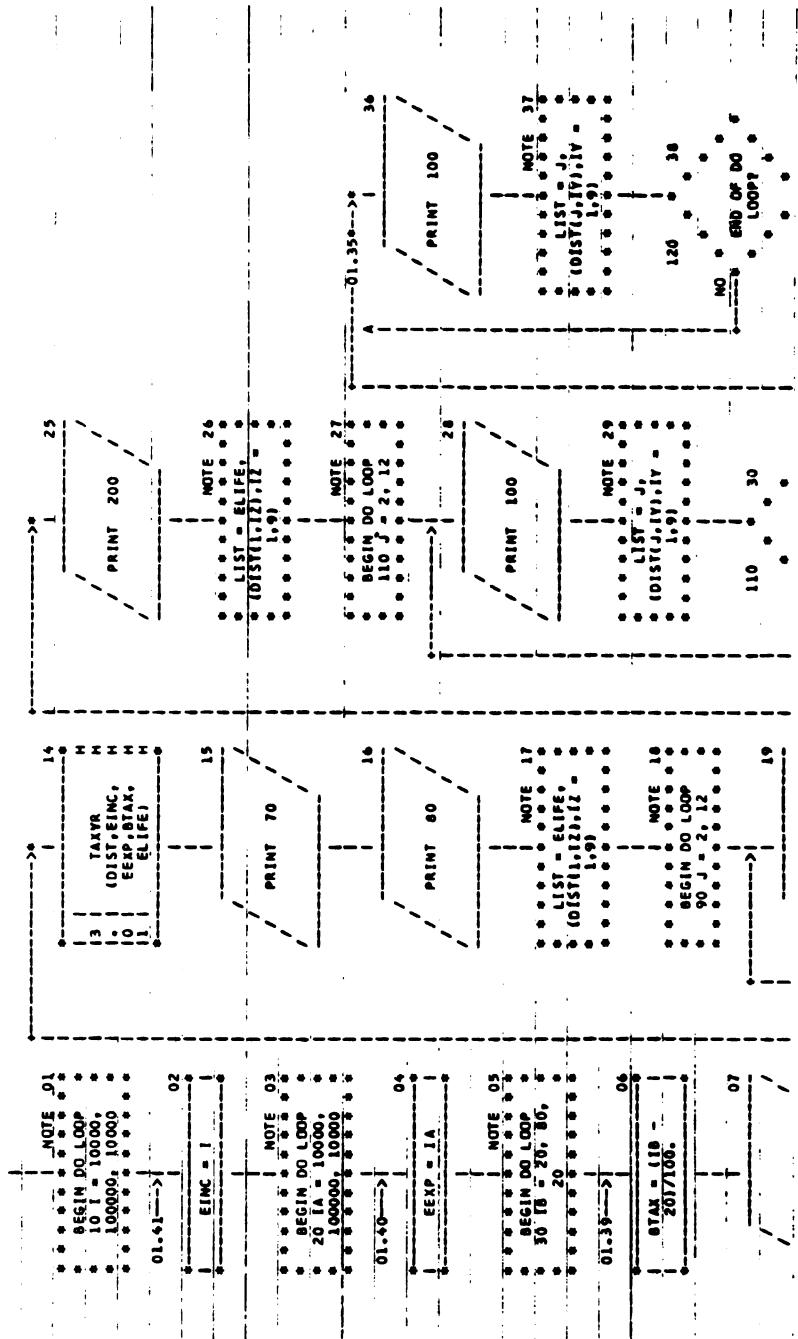 NOTE 01
BEGIN DO LOOP
10 I = 10000,
100000, 10000
01.41-->
02
EINC = I
NOTE 03
BEGIN DO LOOP
20 IA = 10000,
100000, 10000
01.40-->
04
EEXP = IA
NOTE 05
BEGIN DO LOOP
30 IB = 20, 80,
20
01.39-->
06
BTAX = (IB -
20)/100.
07
14
TAXYR
(DIST,EINC,
EEXP,BTAX,
ELIFE)
3
.
0
1
15
PRINT 70
16
PRINT 80
NOTE 17
LIST = ELIFE,
(DIST(1,IZ),IZ =
1,9)
NOTE 18
BEGIN DO LOOP
90 J = 2, 12
19
25
PRINT 200
NOTE 26
LIST = ELIFE,
(DIST(1,IZ),IZ =
1,9)
NOTE 27
BEGIN DO LOOP
110 J = 2, 12
28
PRINT 100
NOTE 29
LIST = J,
(DIST(J,IY),IY =
1,9)
110 30
01.35-->
36
A
PRINT 100
NOTE 37
LIST = J,
(DIST(J,IY),IY =
1,9)
120 38
NO
END OF DO
LOOP?